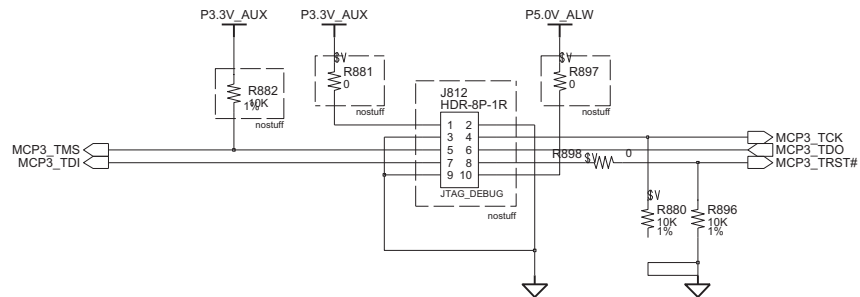 P3.3V_AUX P3.3V_AUX P5.0V_ALW
$V $V
R882 R881 R897
10K 0 0
1%
nostuff nostuff nostuff
J812
HDR-8P-1R
1 2
3 4
5 6
7 8
9 10
JTAG_DEBUG
nostuff
MCP3_TMS
MCP3_TDI
MCP3_TCK
MCP3_TDO
MCP3_TRST#
R898 $V 0
$V
R880 R896
10K 10K
1% 1%